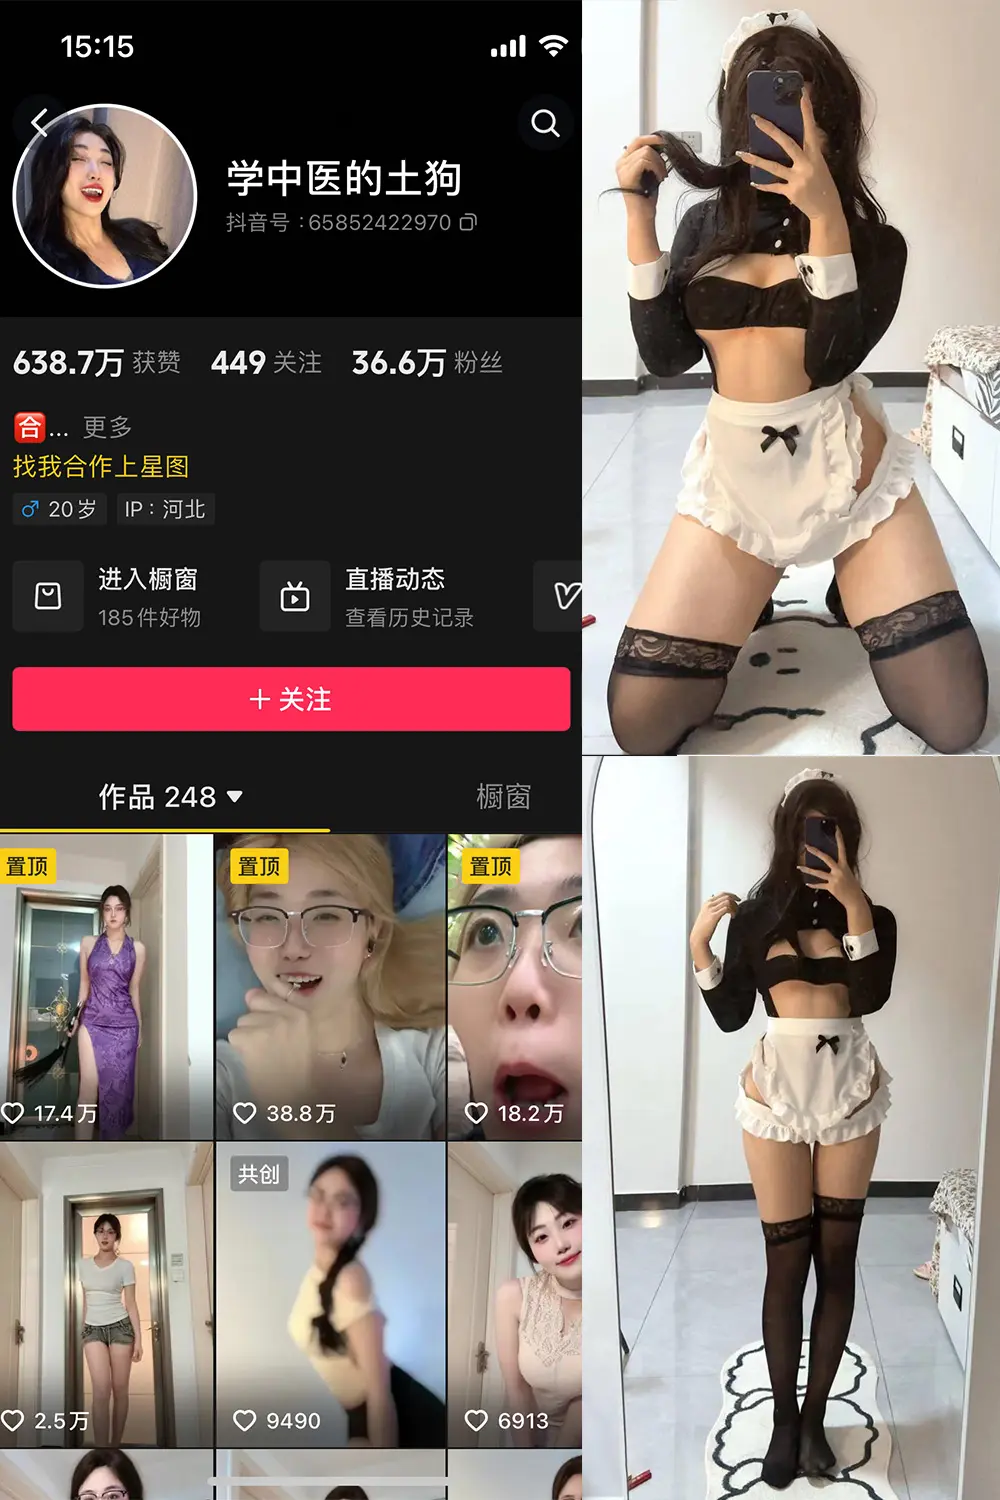 15:15
学中医的土狗
抖音号：65852422970
638.7万 获赞 449 关注 36.6万 粉丝
合... 更多
找我合作上星图
♂ 20岁 IP：河北
进入橱窗 直播动态
185件好物 查看历史记录
＋ 关注
作品 248 橱窗
置顶 置顶 置顶
17.4万 38.8万 18.2万
共创
2.5万 9490 6913